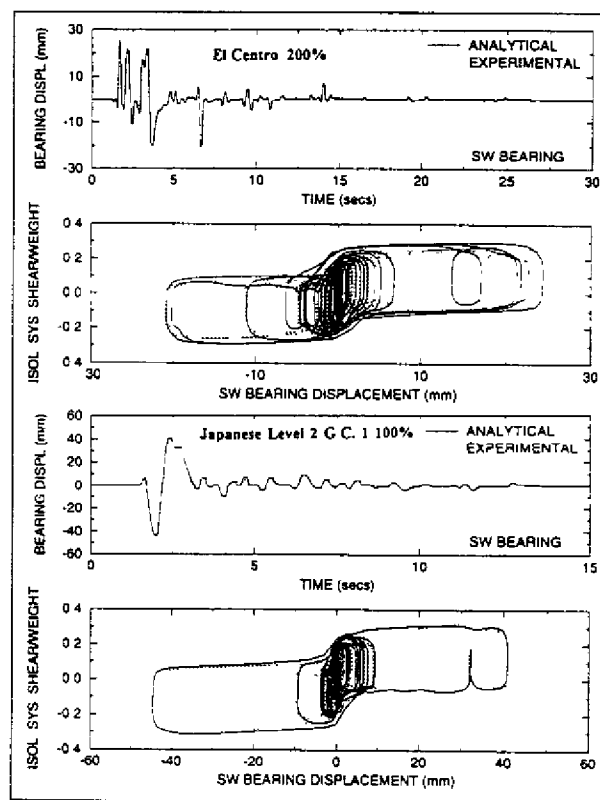 BEARING DISPL (mm)
30
10
-10
-30
El Centro 200%
ANALYTICAL
EXPERIMENTAL
SW BEARING
0 5 10 15 20 25 30
TIME (secs)
ISOL SYS SHEAR/WEIGHT
0 4
0 2
0.0
-0 2
0 4
30 -10 10 30
SW BEARING DISPLACEMENT (mm)
BEARING DISPL (mm)
60
40
20
0
-20
-40
-60
Japanese Level 2 G C. 1 100%
ANALYTICAL
EXPERIMENTAL
SW BEARING
0 5 10 15
TIME (secs)
ISOL SYS SHEAR/WEIGHT
0 4
0 2
0.0
-0 2
-0 4
-60 -40 -20 0 20 40 60
SW BEARING DISPLACEMENT (mm)